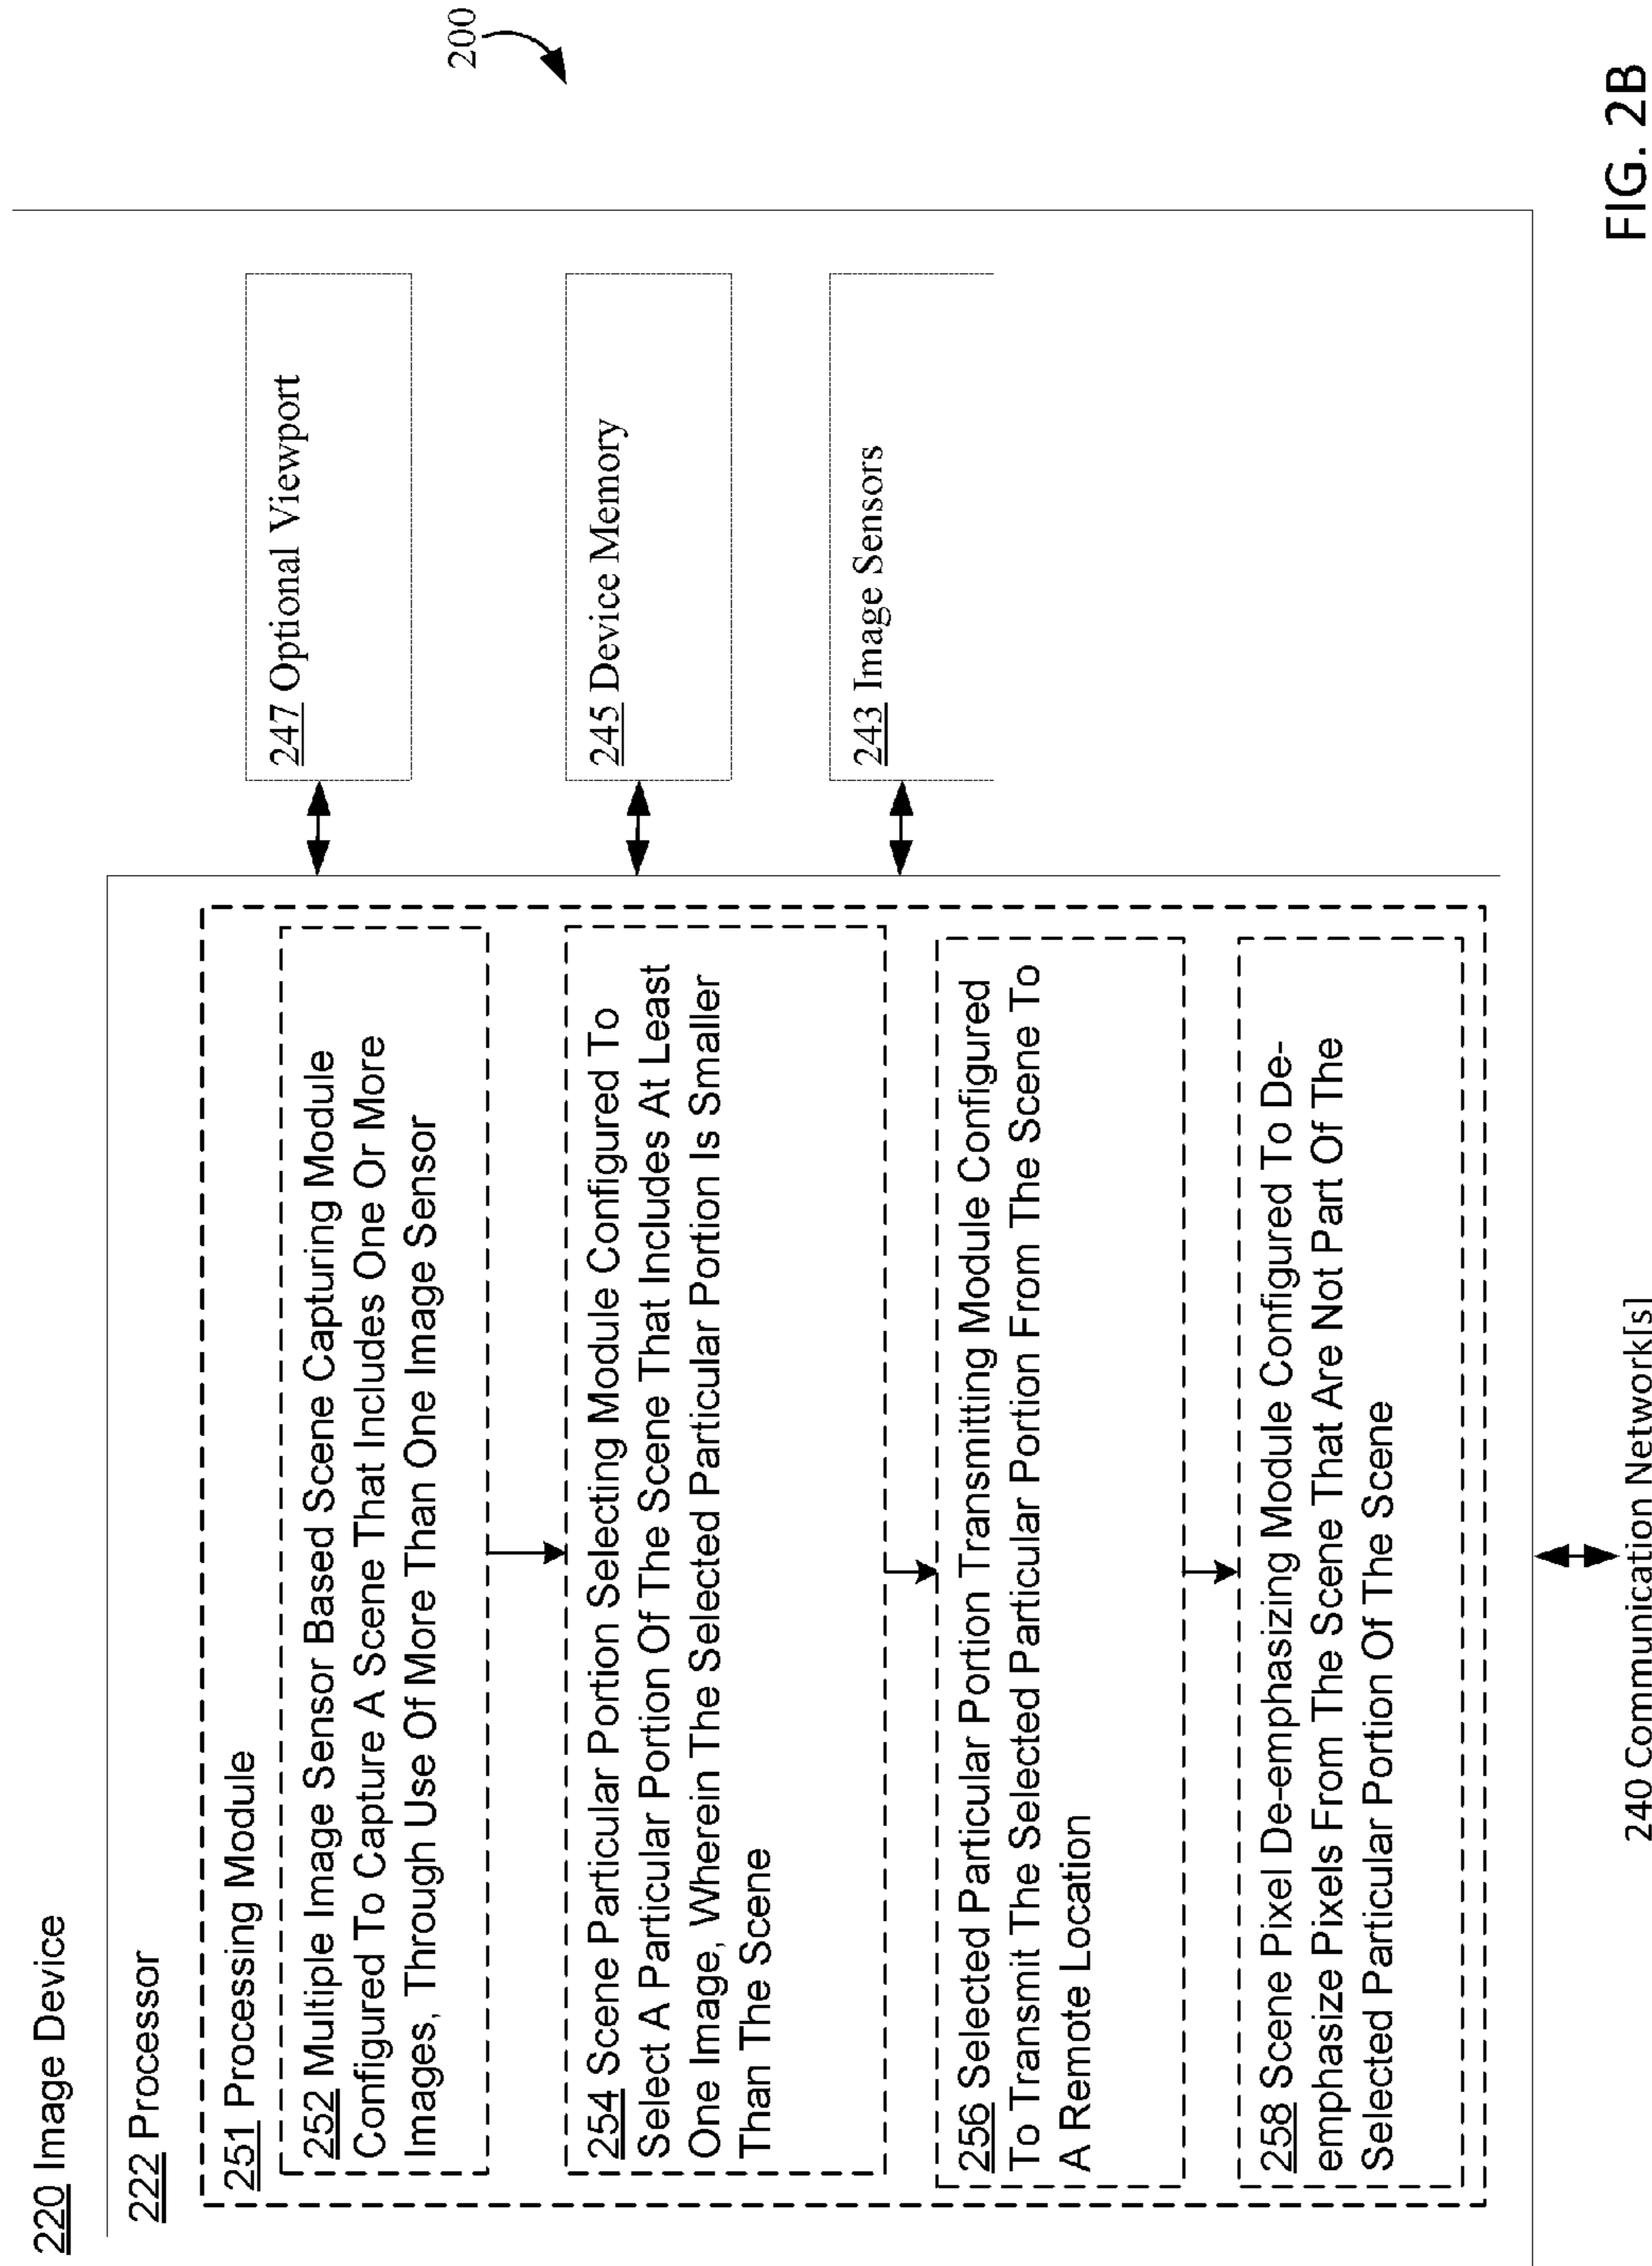 220 Image Device
222 Processor
251 Processing Module
252 Multiple Image Sensor Based Scene Capturing Module
Configured To Capture A Scene That Includes One Or More
Images, Through Use Of More Than One Image Sensor
254 Scene Particular Portion Selecting Module Configured To
Select A Particular Portion Of The Scene That Includes At Least
One Image, Wherein The Selected Particular Portion Is Smaller
Than The Scene
256 Selected Particular Portion Transmitting Module Configured
To Transmit The Selected Particular Portion From The Scene To
A Remote Location
258 Scene Pixel De-emphasizing Module Configured To De-
emphasize Pixels From The Scene That Are Not Part Of The
Selected Particular Portion Of The Scene
247 Optional Viewport
245 Device Memory
243 Image Sensors
200
240 Communication Network[s]
FIG. 2B